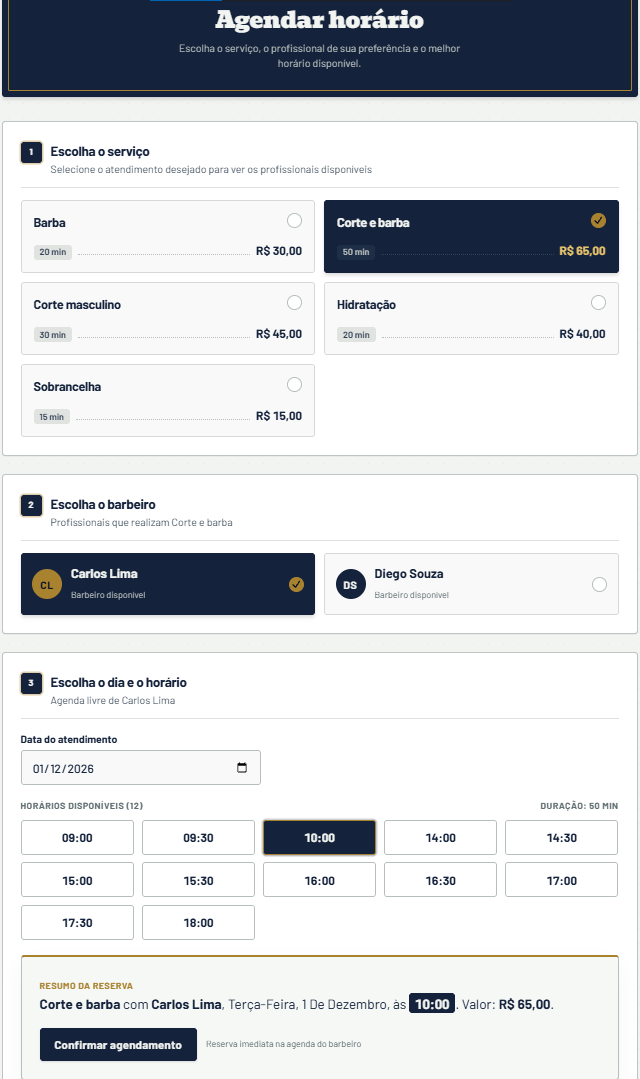 Agendar horário
Escolha o serviço, o profissional de sua preferência e o melhor
horário disponível.
1 Escolha o serviço
Selecione o atendimento desejado para ver os profissionais disponíveis
Barba
20 min R$ 30,00
Corte e barba
50 min R$ 65,00
Corte masculino
30 min R$ 45,00
Hidratação
20 min R$ 40,00
Sobrancelha
15 min R$ 15,00
2 Escolha o barbeiro
Profissionais que realizam Corte e barba
CL Carlos Lima
Barbeiro disponível
DS Diego Souza
Barbeiro disponível
3 Escolha o dia e o horário
Agenda livre de Carlos Lima
Data do atendimento
01/12/2026
HORÁRIOS DISPONÍVEIS (12) DURAÇÃO: 50 MIN
09:00 09:30 10:00 14:00 14:30
15:00 15:30 16:00 16:30 17:00
17:30 18:00
RESUMO DA RESERVA
Corte e barba com Carlos Lima, Terça-Feira, 1 De Dezembro, às 10:00. Valor: R$ 65,00.
Confirmar agendamento Reserva imediata na agenda do barbeiro